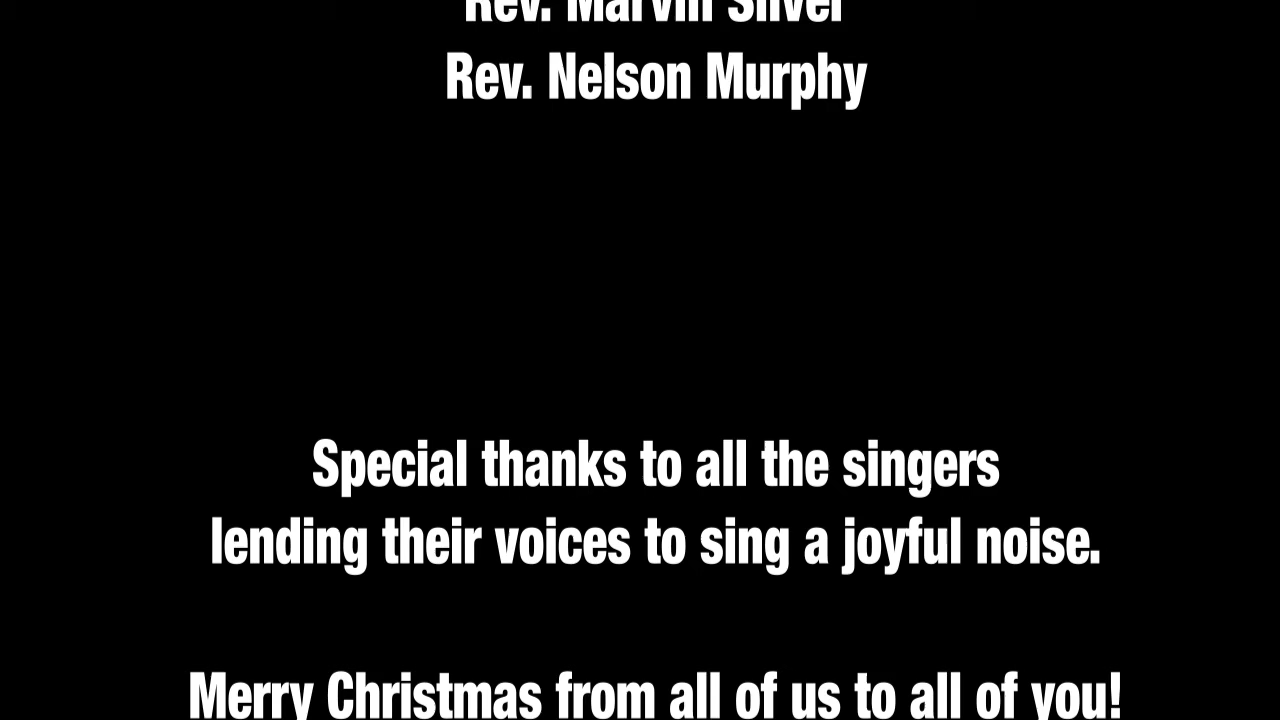 Rev. Marvin Silver
Rev. Nelson Murphy
Special thanks to all the singers
lending their voices to sing a joyful noise.
Merry Christmas from all of us to all of you!